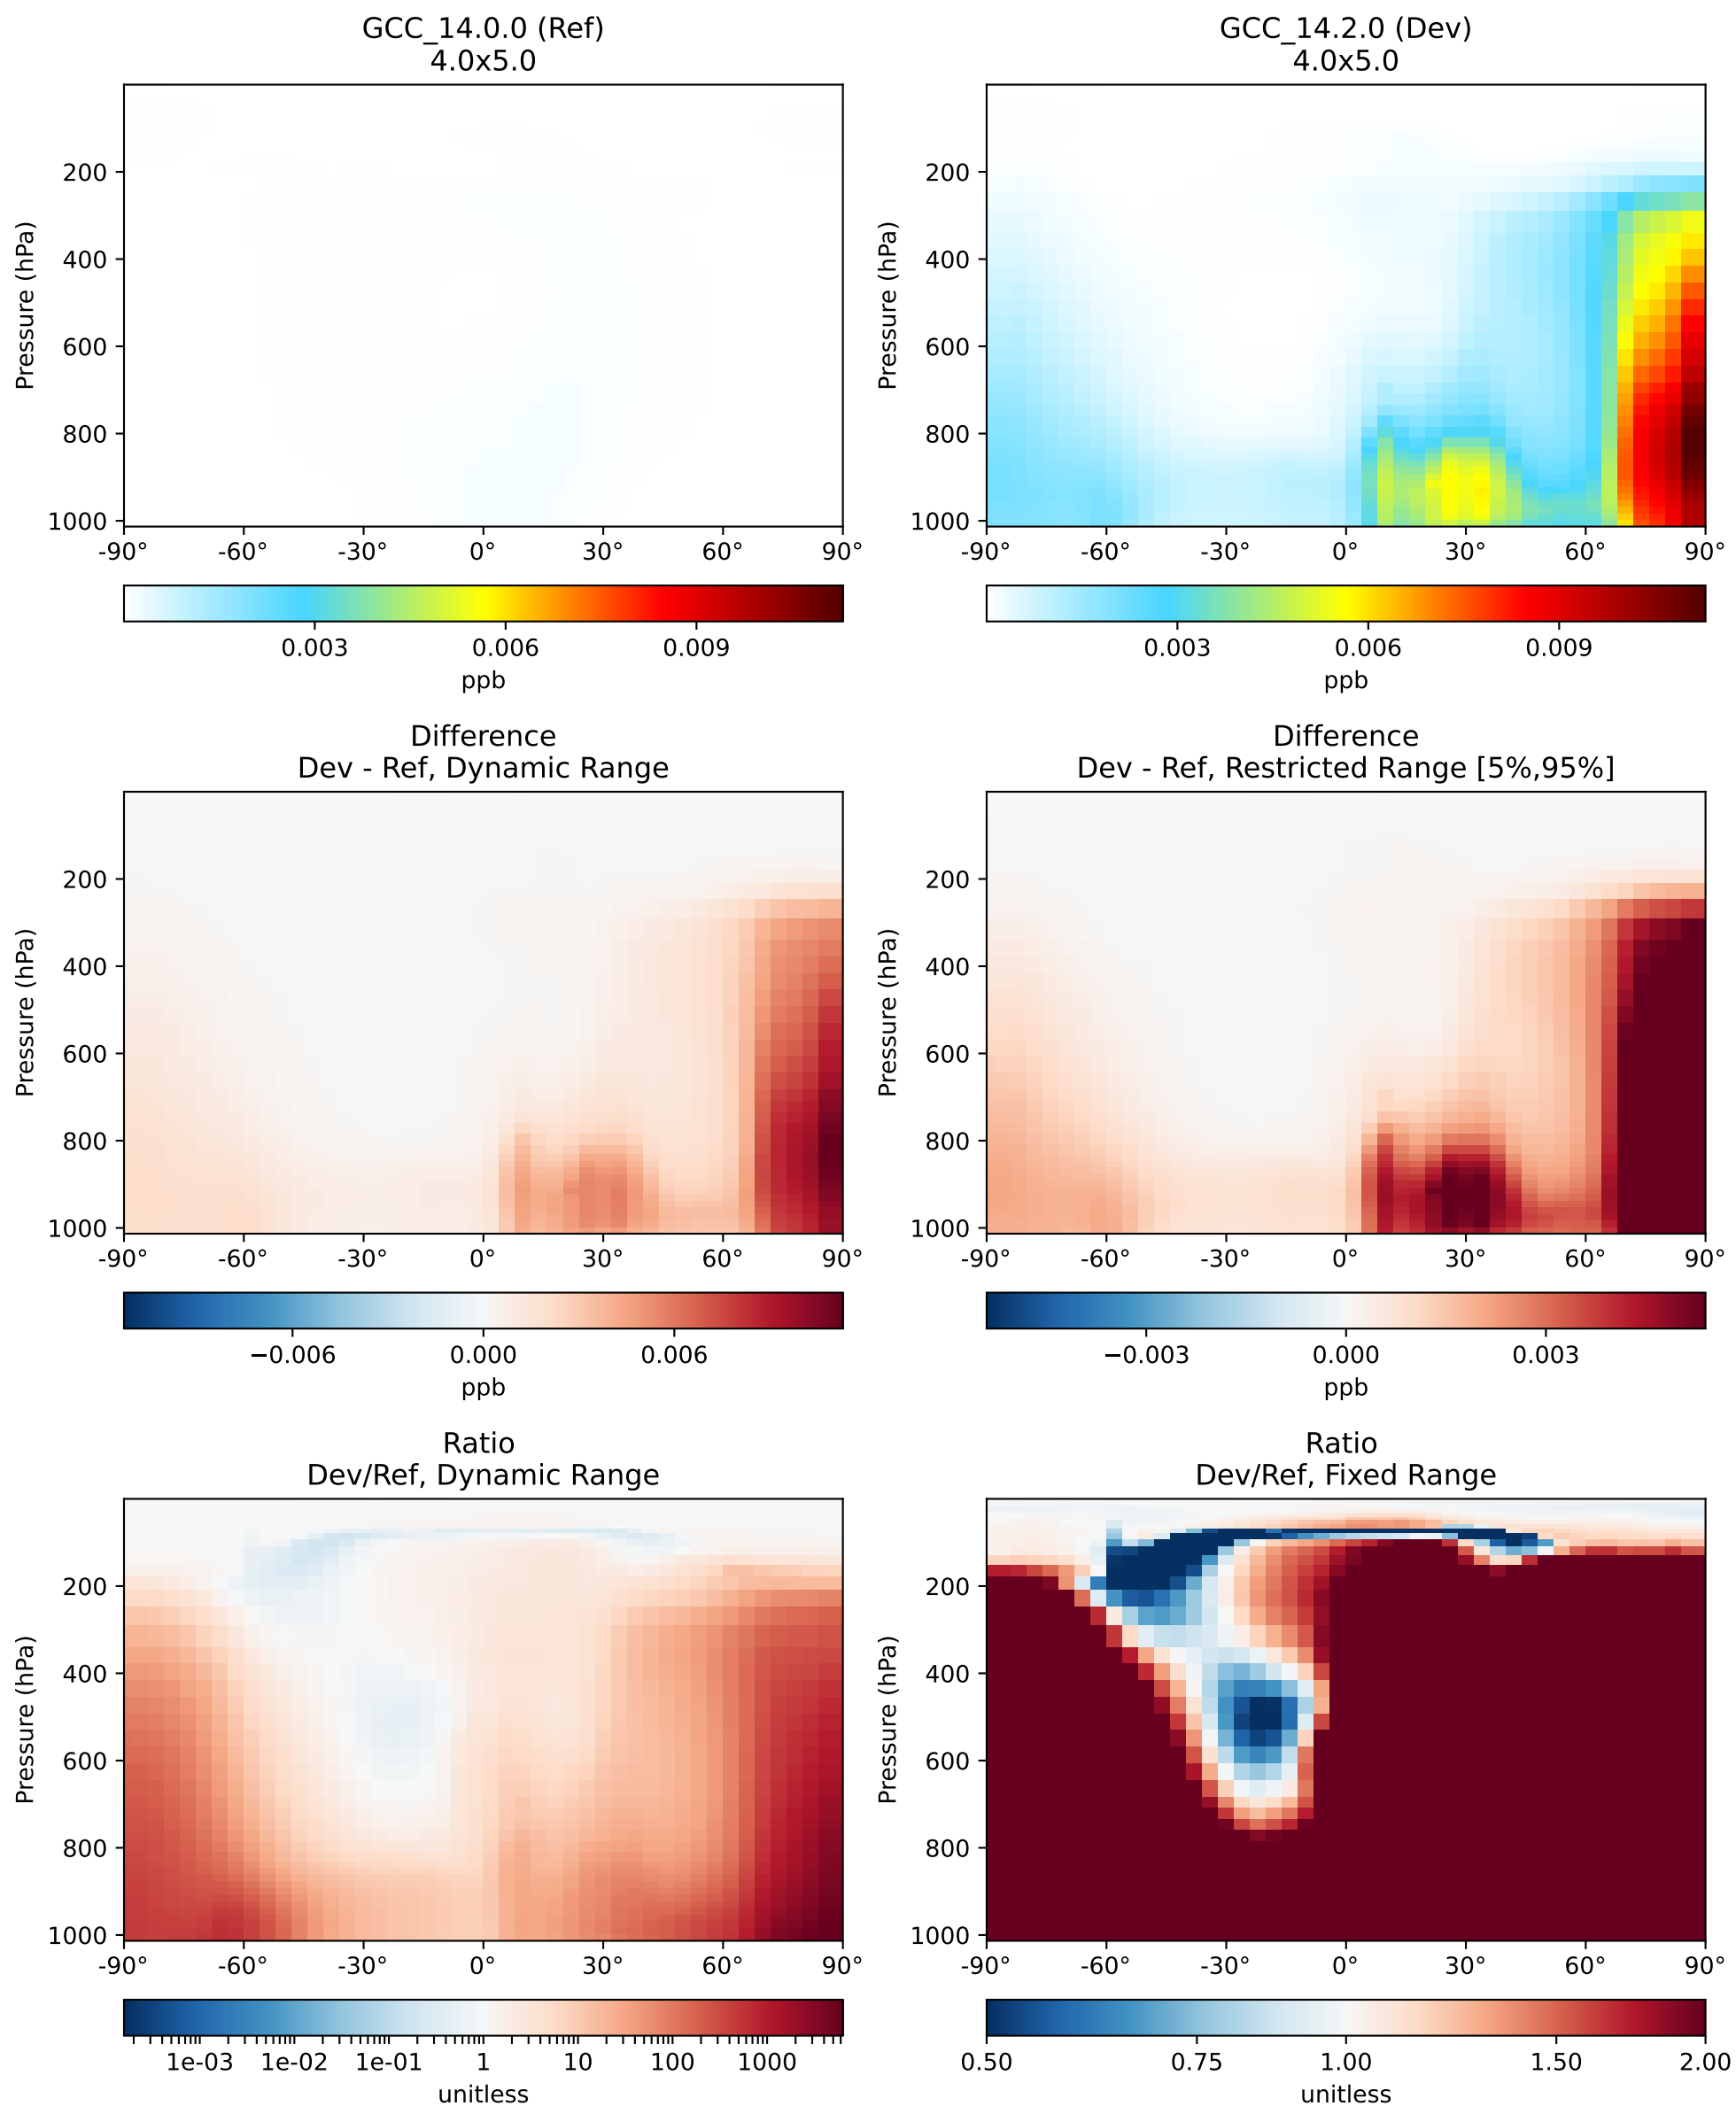 GCC_14.0.0 (Ref)
4.0x5.0
Pressure (hPa)
200
400
600
800
1000
-90° -60° -30° 0° 30° 60° 90°
0.003 0.006 0.009
ppb
GCC_14.2.0 (Dev)
4.0x5.0
Pressure (hPa)
200
400
600
800
1000
-90° -60° -30° 0° 30° 60° 90°
0.003 0.006 0.009
ppb
Difference
Dev - Ref, Dynamic Range
Pressure (hPa)
200
400
600
800
1000
-90° -60° -30° 0° 30° 60° 90°
−0.006 0.000 0.006
ppb
Difference
Dev - Ref, Restricted Range [5%,95%]
Pressure (hPa)
200
400
600
800
1000
-90° -60° -30° 0° 30° 60° 90°
−0.003 0.000 0.003
ppb
Ratio
Dev/Ref, Dynamic Range
Pressure (hPa)
200
400
600
800
1000
-90° -60° -30° 0° 30° 60° 90°
1e-03 1e-02 1e-01 1 10 100 1000
unitless
Ratio
Dev/Ref, Fixed Range
Pressure (hPa)
200
400
600
800
1000
-90° -60° -30° 0° 30° 60° 90°
0.50 0.75 1.00 1.50 2.00
unitless